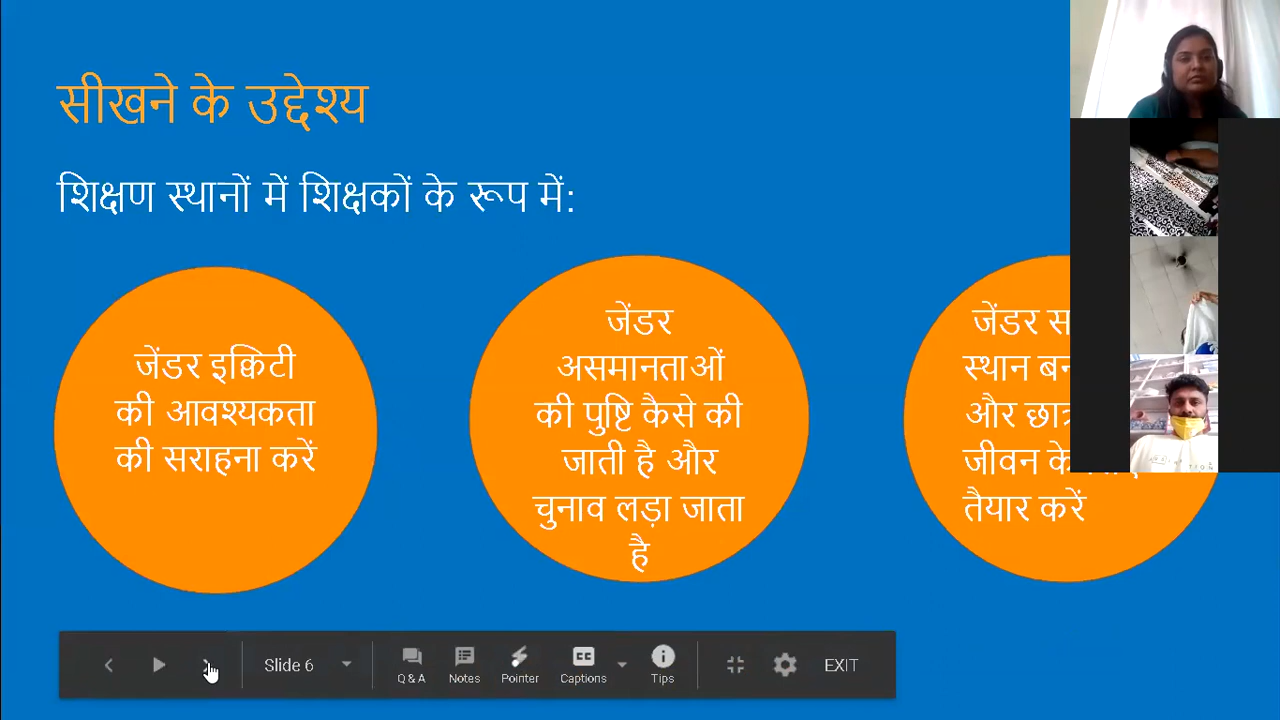 सीखने के उद्देश्य
शिक्षण स्थानों में शिक्षकों के रूप में:
जेंडर इक्विटी
की आवश्यकता
की सराहना करें
जेंडर
असमानताओं
की पुष्टि कैसे की
जाती है और
चुनाव लड़ा जाता
है
जेंडर
स्थान
और
जीवन के
तैयार करें
Slide 6
Q & A
Notes
Pointer
Captions
Tips
EXIT